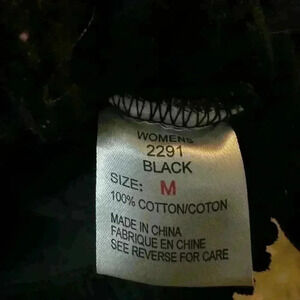 WOMENS
2291
BLACK
SIZE: M
100% COTTON/COTON
MADE IN CHINA
FABRIQUE EN CHINE
SEE REVERSE FOR CARE